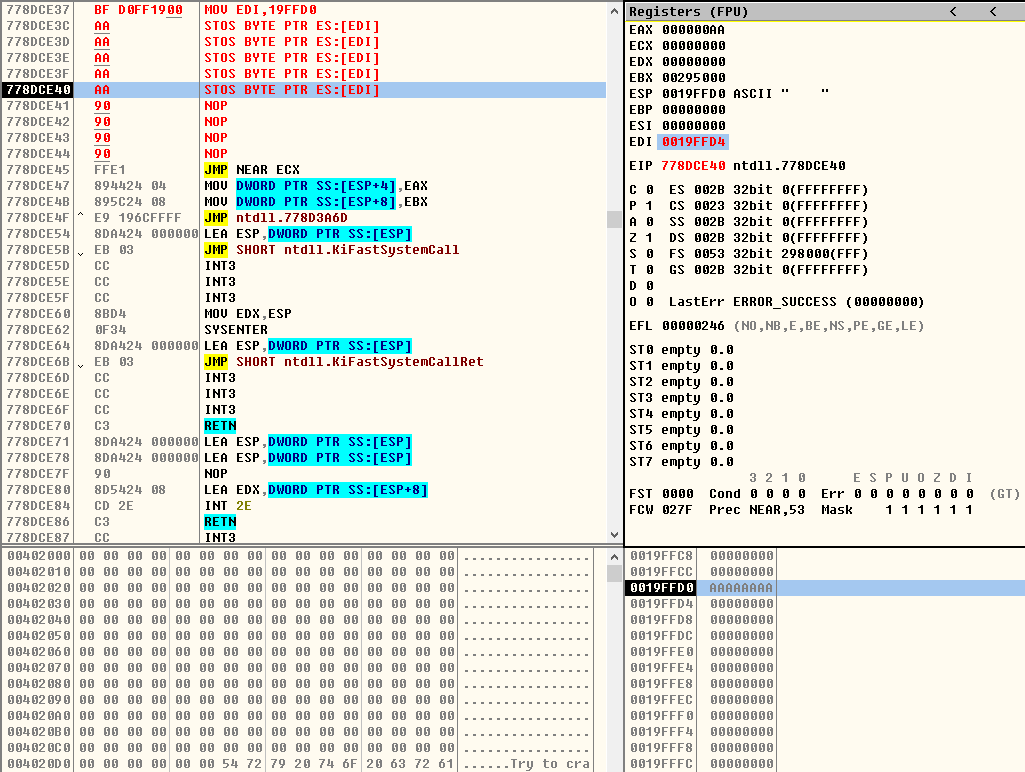 778DCE37 BF D0FF1900 MOV EDI,19FFD0
778DCE3C AA STOS BYTE PTR ES:[EDI]
778DCE3D AA STOS BYTE PTR ES:[EDI]
778DCE3E AA STOS BYTE PTR ES:[EDI]
778DCE3F AA STOS BYTE PTR ES:[EDI]
778DCE40 AA STOS BYTE PTR ES:[EDI]
778DCE41 90 NOP
778DCE42 90 NOP
778DCE43 90 NOP
778DCE44 90 NOP
778DCE45 FFE1 JMP NEAR ECX
778DCE47 894424 04 MOV DWORD PTR SS:[ESP+4],EAX
778DCE4B 895C24 08 MOV DWORD PTR SS:[ESP+8],EBX
778DCE4F ^ E9 196CFFFF JMP ntdll.778D3A6D
778DCE54 8DA424 000000 LEA ESP,DWORD PTR SS:[ESP]
778DCE5B ⌄ EB 03 JMP SHORT ntdll.KiFastSystemCall
778DCE5D CC INT3
778DCE5E CC INT3
778DCE5F CC INT3
778DCE60 8BD4 MOV EDX,ESP
778DCE62 0F34 SYSENTER
778DCE64 8DA424 000000 LEA ESP,DWORD PTR SS:[ESP]
778DCE6B ⌄ EB 03 JMP SHORT ntdll.KiFastSystemCallRet
778DCE6D CC INT3
778DCE6E CC INT3
778DCE6F CC INT3
778DCE70 C3 RETN
778DCE71 8DA424 000000 LEA ESP,DWORD PTR SS:[ESP]
778DCE78 8DA424 000000 LEA ESP,DWORD PTR SS:[ESP]
778DCE7F 90 NOP
778DCE80 8D5424 08 LEA EDX,DWORD PTR SS:[ESP+8]
778DCE84 CD 2E INT 2E
778DCE86 C3 RETN
778DCE87 CC INT3
Registers (FPU) < <
EAX 000000AA
ECX 00000000
EDX 00000000
EBX 00295000
ESP 0019FFD0 ASCII "    "
EBP 00000000
ESI 00000000
EDI 0019FFD4
EIP 778DCE40 ntdll.778DCE40
C 0 ES 002B 32bit 0(FFFFFFFF)
P 1 CS 0023 32bit 0(FFFFFFFF)
A 0 SS 002B 32bit 0(FFFFFFFF)
Z 1 DS 002B 32bit 0(FFFFFFFF)
S 0 FS 0053 32bit 298000(FFF)
T 0 GS 002B 32bit 0(FFFFFFFF)
D 0
O 0 LastErr ERROR_SUCCESS (00000000)
EFL 00000246 (NO,NB,E,BE,NS,PE,GE,LE)
ST0 empty 0.0
ST1 empty 0.0
ST2 empty 0.0
ST3 empty 0.0
ST4 empty 0.0
ST5 empty 0.0
ST6 empty 0.0
ST7 empty 0.0
3 2 1 0 E S P U O Z D I
FST 0000 Cond 0 0 0 0 Err 0 0 0 0 0 0 0 0 (GT)
FCW 027F Prec NEAR,53 Mask 1 1 1 1 1 1
00402000 00 00 00 00 00 00 00 00 00 00 00 00 00 00 00 00 ................
00402010 00 00 00 00 00 00 00 00 00 00 00 00 00 00 00 00 ................
00402020 00 00 00 00 00 00 00 00 00 00 00 00 00 00 00 00 ................
00402030 00 00 00 00 00 00 00 00 00 00 00 00 00 00 00 00 ................
00402040 00 00 00 00 00 00 00 00 00 00 00 00 00 00 00 00 ................
00402050 00 00 00 00 00 00 00 00 00 00 00 00 00 00 00 00 ................
00402060 00 00 00 00 00 00 00 00 00 00 00 00 00 00 00 00 ................
00402070 00 00 00 00 00 00 00 00 00 00 00 00 00 00 00 00 ................
00402080 00 00 00 00 00 00 00 00 00 00 00 00 00 00 00 00 ................
00402090 00 00 00 00 00 00 00 00 00 00 00 00 00 00 00 00 ................
004020A0 00 00 00 00 00 00 00 00 00 00 00 00 00 00 00 00 ................
004020B0 00 00 00 00 00 00 00 00 00 00 00 00 00 00 00 00 ................
004020C0 00 00 00 00 00 00 00 00 00 00 00 00 00 00 00 00 ................
004020D0 00 00 00 00 00 00 54 72 79 20 74 6F 20 63 72 61 ......Try to cra
0019FFC8 00000000
0019FFCC 00000000
0019FFD0 AAAAAAAA
0019FFD4 00000000
0019FFD8 00000000
0019FFDC 00000000
0019FFE0 00000000
0019FFE4 00000000
0019FFE8 00000000
0019FFEC 00000000
0019FFF0 00000000
0019FFF4 00000000
0019FFF8 00000000
0019FFFC 00000000